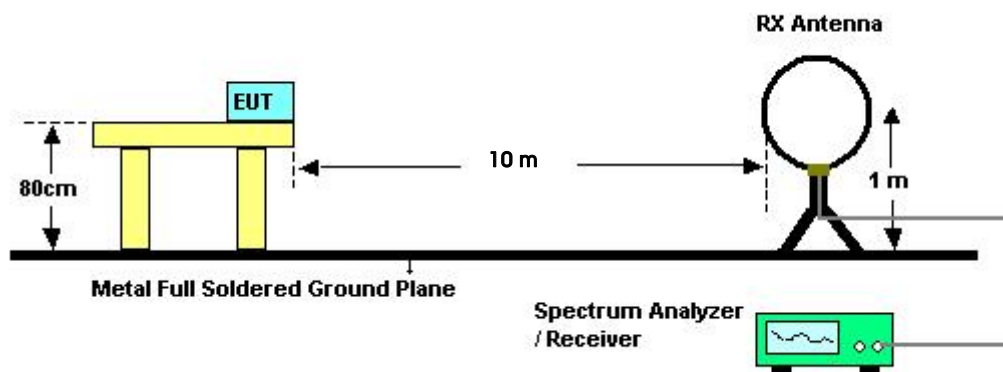 RX Antenna
EUT
10 m
80cm
1 m
Metal Full Soldered Ground Plane
Spectrum Analyzer
/ Receiver